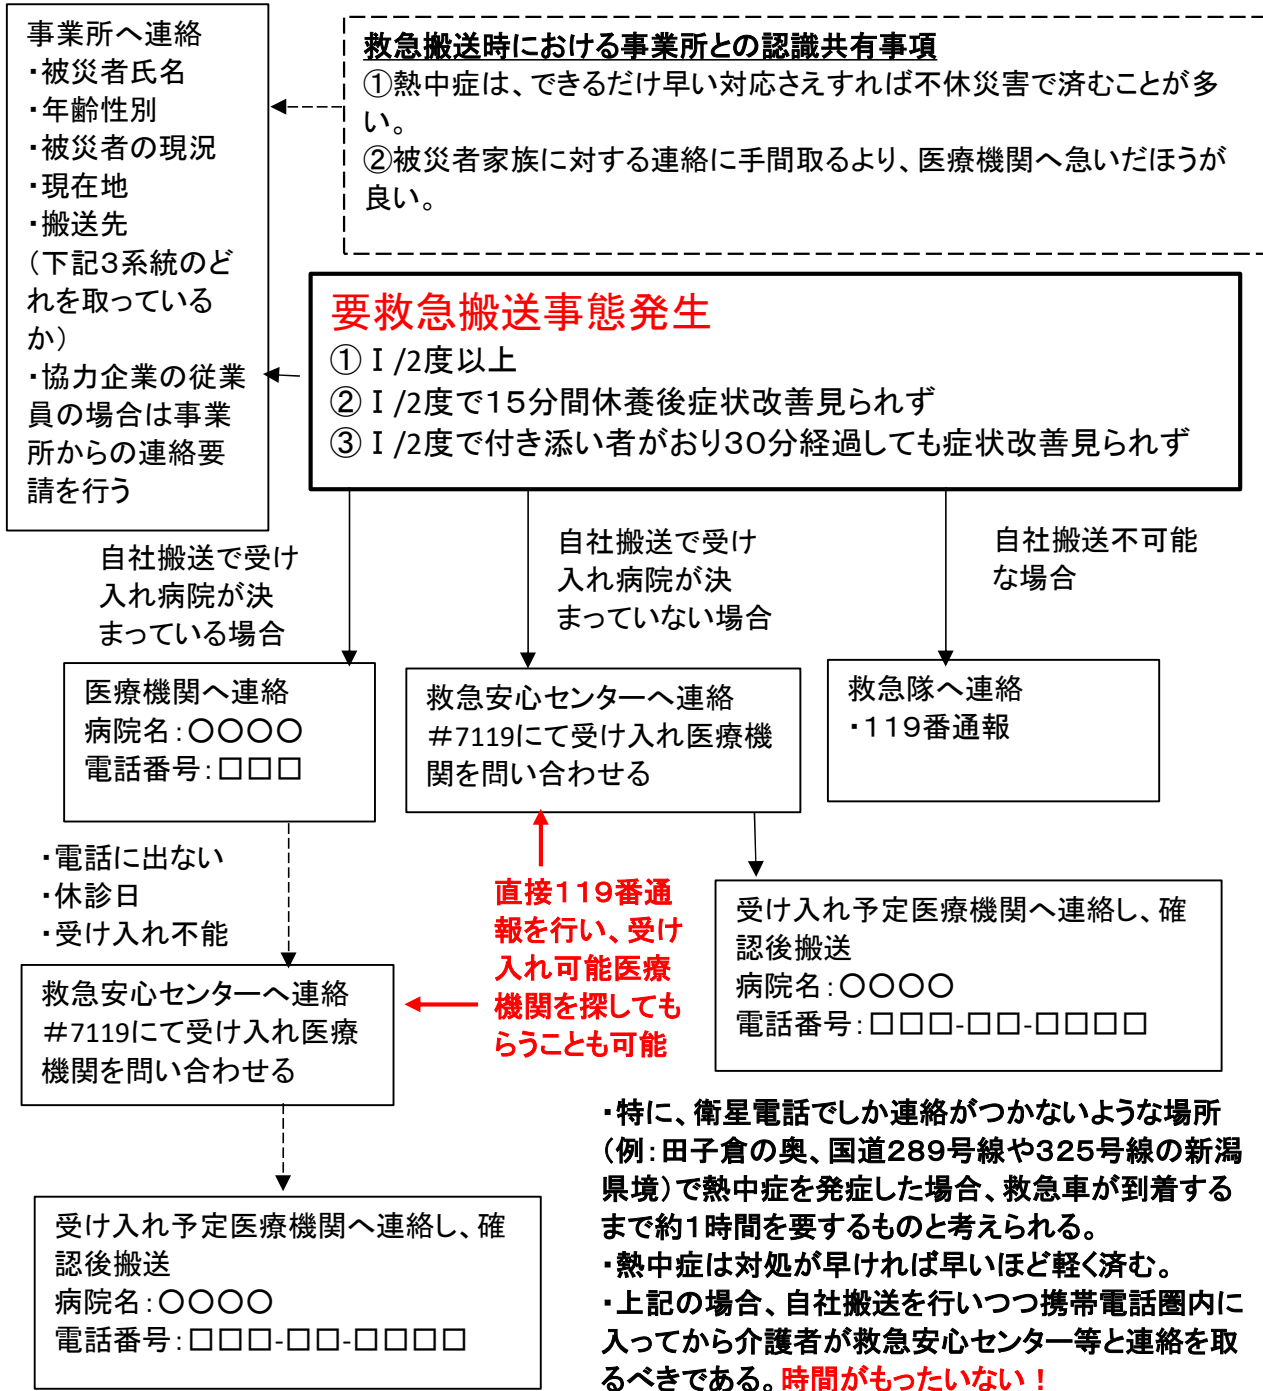 事業所へ連絡
・被災者氏名
・年齢性別
・被災者の現況
・現在地
・搬送先
(下記3系統のど
れを取っている
か)
・協力企業の従業
員の場合は事業
所からの連絡要
請を行う
救急搬送時における事業所との認識共有事項
①熱中症は、できるだけ早い対応さえすれば不休災害で済むことが多
い。
②被災者家族に対する連絡に手間取るより、医療機関へ急いだほうが
良い。
要救急搬送事態発生
①Ⅰ/2度以上
②Ⅰ/2度で15分間休養後症状改善見られず
③Ⅰ/2度で付き添い者がおり30分経過しても症状改善見られず
自社搬送で受け
入れ病院が決
まっている場合
自社搬送で受け
入れ病院が決
まっていない場合
自社搬送不可能
な場合
医療機関へ連絡
病院名:〇〇〇〇
電話番号:□□□
救急安心センターへ連絡
#7119にて受け入れ医療機
関を問い合わせる
救急隊へ連絡
・119番通報
・電話に出ない
・休診日
・受け入れ不能
直接119番通
報を行い、受け
入れ可能医療
機関を探しても
らうことも可能
受け入れ予定医療機関へ連絡し、確
認後搬送
病院名:〇〇〇〇
電話番号:□□□-□□-□□□□
救急安心センターへ連絡
#7119にて受け入れ医療
機関を問い合わせる
受け入れ予定医療機関へ連絡し、確
認後搬送
病院名:〇〇〇〇
電話番号:□□□-□□-□□□□
・特に、衛星電話でしか連絡がつかないような場所
(例:田子倉の奥、国道289号線や325号線の新潟
県境)で熱中症を発症した場合、救急車が到着する
まで約1時間を要するものと考えられる。
・熱中症は対処が早ければ早いほど軽く済む。
・上記の場合、自社搬送を行いつつ携帯電話圏内に
入ってから介護者が救急安心センター等と連絡を取
るべきである。時間がもったいない!